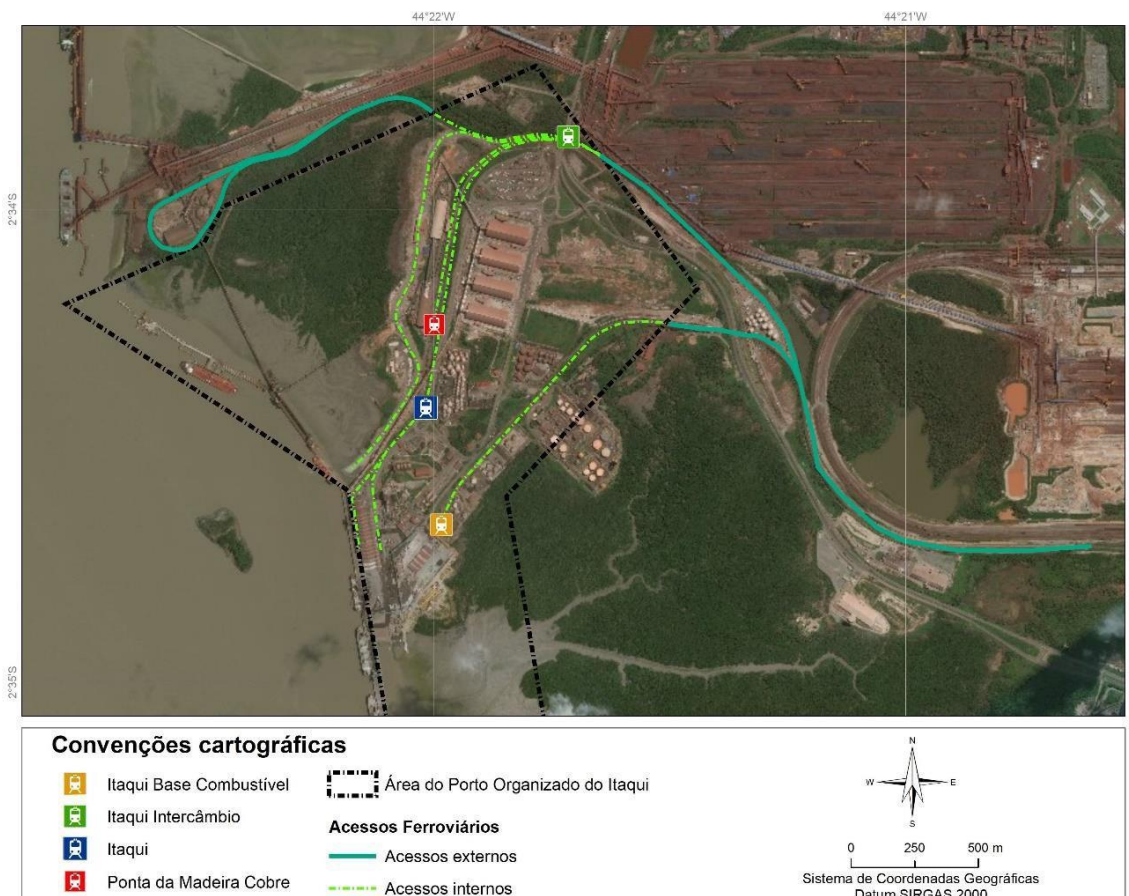 44°22'W
44°21'W
2°34'S
2°35'S
Convenções cartográficas
Itaqui Base Combustível
Itaqui Intercâmbio
Itaqui
Ponta da Madeira Cobre
Área do Porto Organizado do Itaqui
Acessos Ferroviários
Acessos externos
Acessos internos
N
W
E
S
0 250 500 m
Sistema de Coordenadas Geográficas
Datum SIRGAS 2000